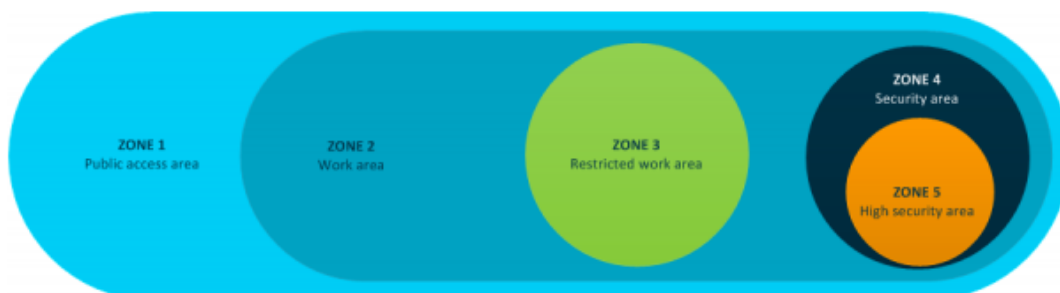 ZONE 1
Public access area
ZONE 2
Work area
ZONE 3
Restricted work area
ZONE 4
Security area
ZONE 5
High security area